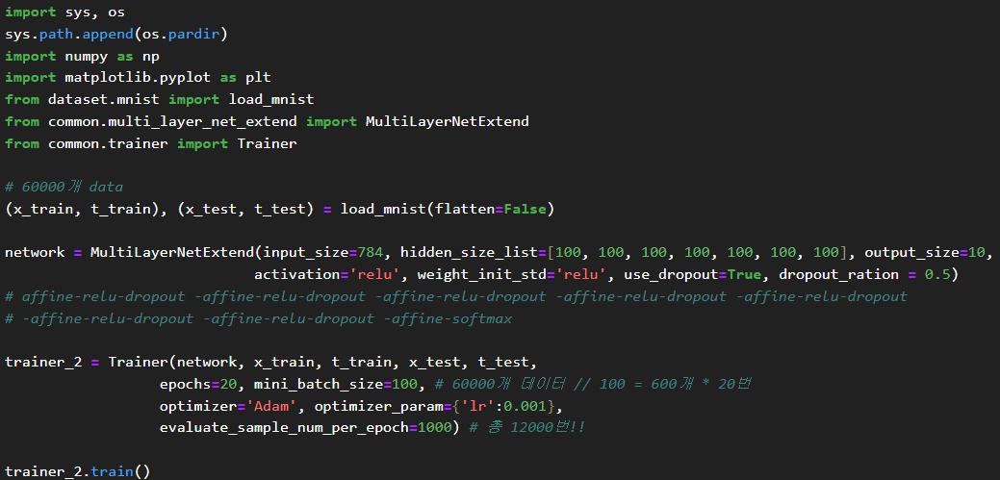 import sys, os
sys.path.append(os.pardir)
import numpy as np
import matplotlib.pyplot as plt
from dataset.mnist import load_mnist
from common.multi_layer_net_extend import MultiLayerNetExtend
from common.trainer import Trainer
# 60000개 data
(x_train, t_train), (x_test, t_test) = load_mnist(flatten=False)
network = MultiLayerNetExtend(input_size=784, hidden_size_list=[100, 100, 100, 100, 100, 100, 100], output_size=10,
activation='relu', weight_init_std='relu', use_dropout=True, dropout_ration = 0.5)
# affine-relu-dropout -affine-relu-dropout -affine-relu-dropout -affine-relu-dropout -affine-relu-dropout
# -affine-relu-dropout -affine-relu-dropout -affine-softmax
trainer_2 = Trainer(network, x_train, t_train, x_test, t_test,
epochs=20, mini_batch_size=100, # 60000개 데이터 // 100 = 600개 * 20번
optimizer='Adam', optimizer_param={'lr':0.001},
evaluate_sample_num_per_epoch=1000) # 총 12000번!!
trainer_2.train()